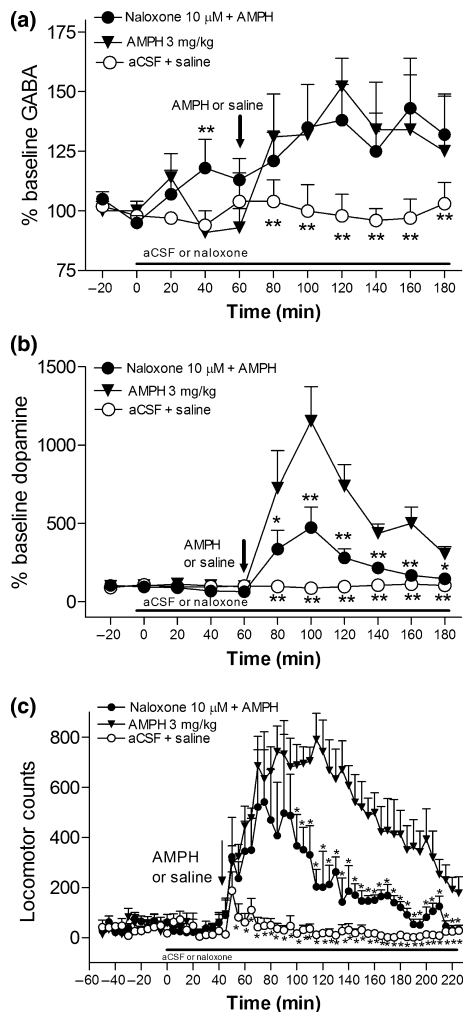 (a)
Naloxone 10 μM + AMPH
AMPH 3 mg/kg
aCSF + saline
AMPH or saline
**
** ** ** ** ** **
aCSF or naloxone
% baseline GABA
175
150
125
100
75
−20 0 20 40 60 80 100 120 140 160 180
Time (min)
(b)
Naloxone 10 μM + AMPH
AMPH 3 mg/kg
aCSF + saline
AMPH
or saline
* ** ** ** ** *
** ** ** ** ** **
aCSF or naloxone
% baseline dopamine
1500
1000
500
0
−20 0 20 40 60 80 100 120 140 160 180
Time (min)
(c)
Naloxone 10 μM + AMPH
AMPH 3 mg/kg
aCSF + saline
AMPH
or saline
aCSF or naloxone
Locomotor counts
800
600
400
200
0
−60 −40 −20 0 20 40 60 80 100 120 140 160 180 200 220
Time (min)